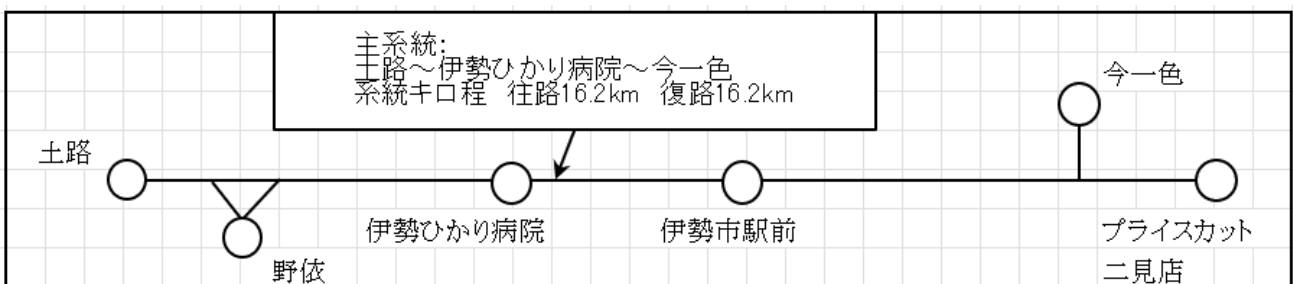 主系統:
土路～伊勢ひかり病院～今一色
系統キロ程 往路16.2km 復路16.2km
今一色
土路
伊勢ひかり病院
伊勢市駅前
プライスカット
二見店
野依